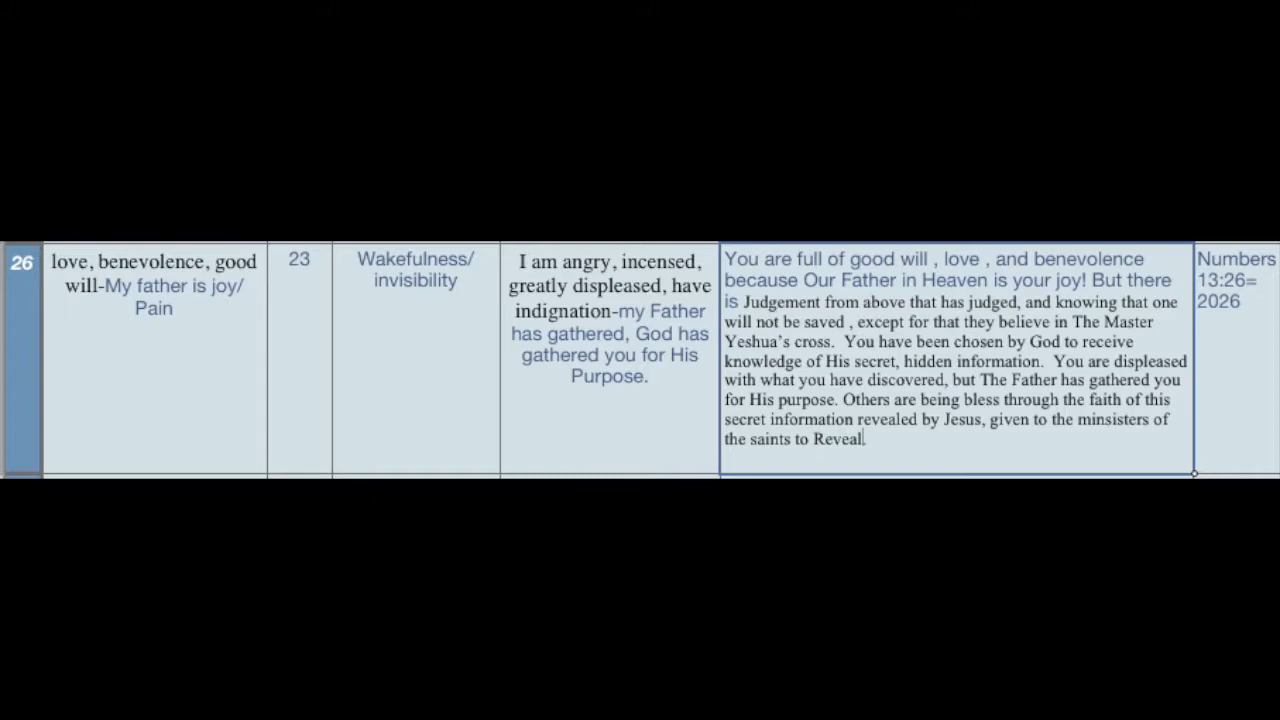 26
love, benevolence, good
will-My father is joy/
Pain
23
Wakefulness/
invisibility
I am angry, incensed,
greatly displeased, have
indignation-my Father
has gathered, God has
gathered you for His
Purpose.
You are full of good will , love , and benevolence
because Our Father in Heaven is your joy! But there
is Judgement from above that has judged, and knowing that one
will not be saved , except for that they believe in The Master
Yeshua’s cross.  You have been chosen by God to receive
knowledge of His secret, hidden information.  You are displeased
with what you have discovered, but The Father has gathered you
for His purpose. Others are being bless through the faith of this
secret information revealed by Jesus, given to the minsisters of
the saints to Reveal.
Numbers
13:26=
2026